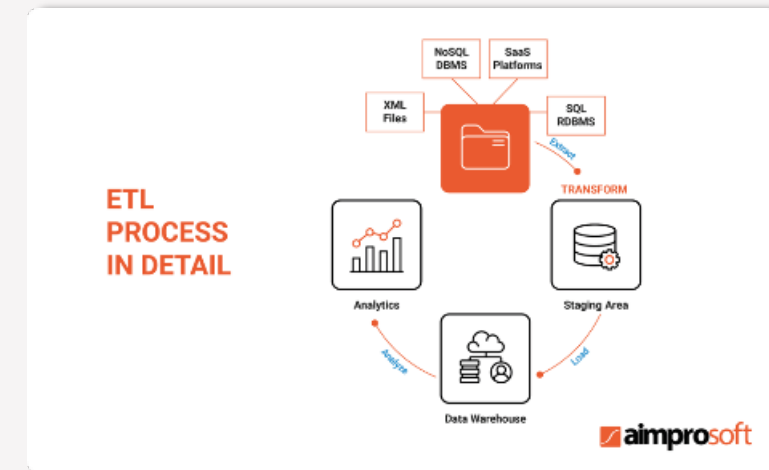 ETL
PROCESS
IN DETAIL
NoSQL
DBMS
SaaS
Platforms
XML
Files
SQL
RDBMS
Extract
TRANSFORM
Staging Area
Load
Data Warehouse
Analyze
Analytics
aimprosoft